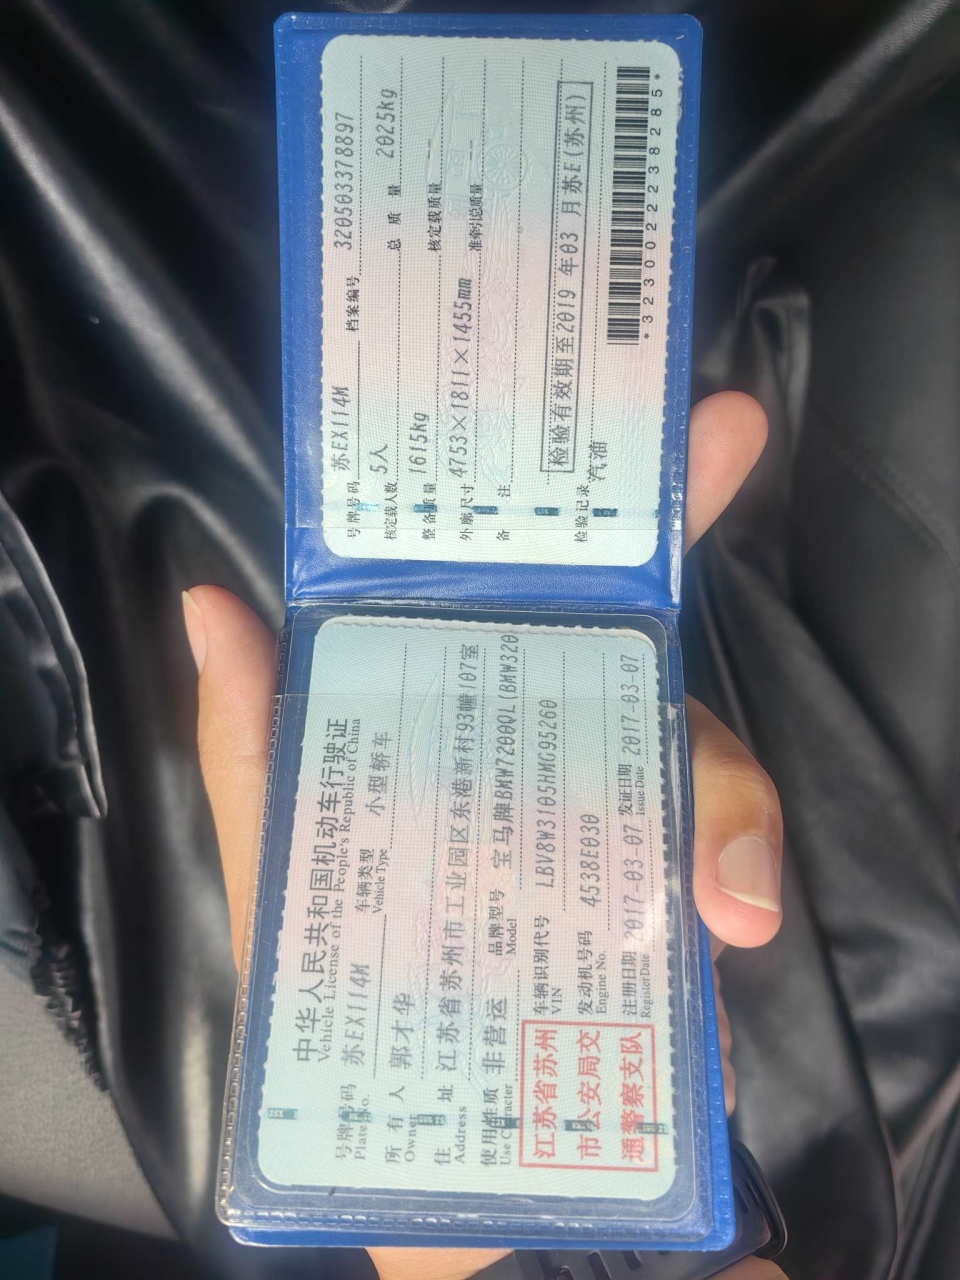 中华人民共和国机动车行驶证
Vehicle License of the People's Republic of China
号牌号码 苏EX114M 车辆类型 小型轿车
Plate No. Vehicle Type
所有人 郭才华
Owner
住址 江苏省苏州市工业园区东港新村93幢107室
Address
使用性质 非营运 品牌型号 宝马牌BMW7200QL(BMW320
Use Character Model
江苏省苏州
市公安局交
通警察支队
车辆识别代号 LBV8W3105HMG95260
VIN
发动机号码 4538E030
Engine No.
注册日期 2017-03-07 发证日期 2017-03-07
Register Date Issue Date
号牌号码 苏EX114M 档案编号 320503378897
核定载人数 5人 总质量 2025kg
整备质量 1615kg 核定载质量
外廓尺寸 4753×1811×1455mm 准牵引总质量
备注
检验有效期至2019年03月苏E(苏州)
检验记录 汽油
*3230022238285*